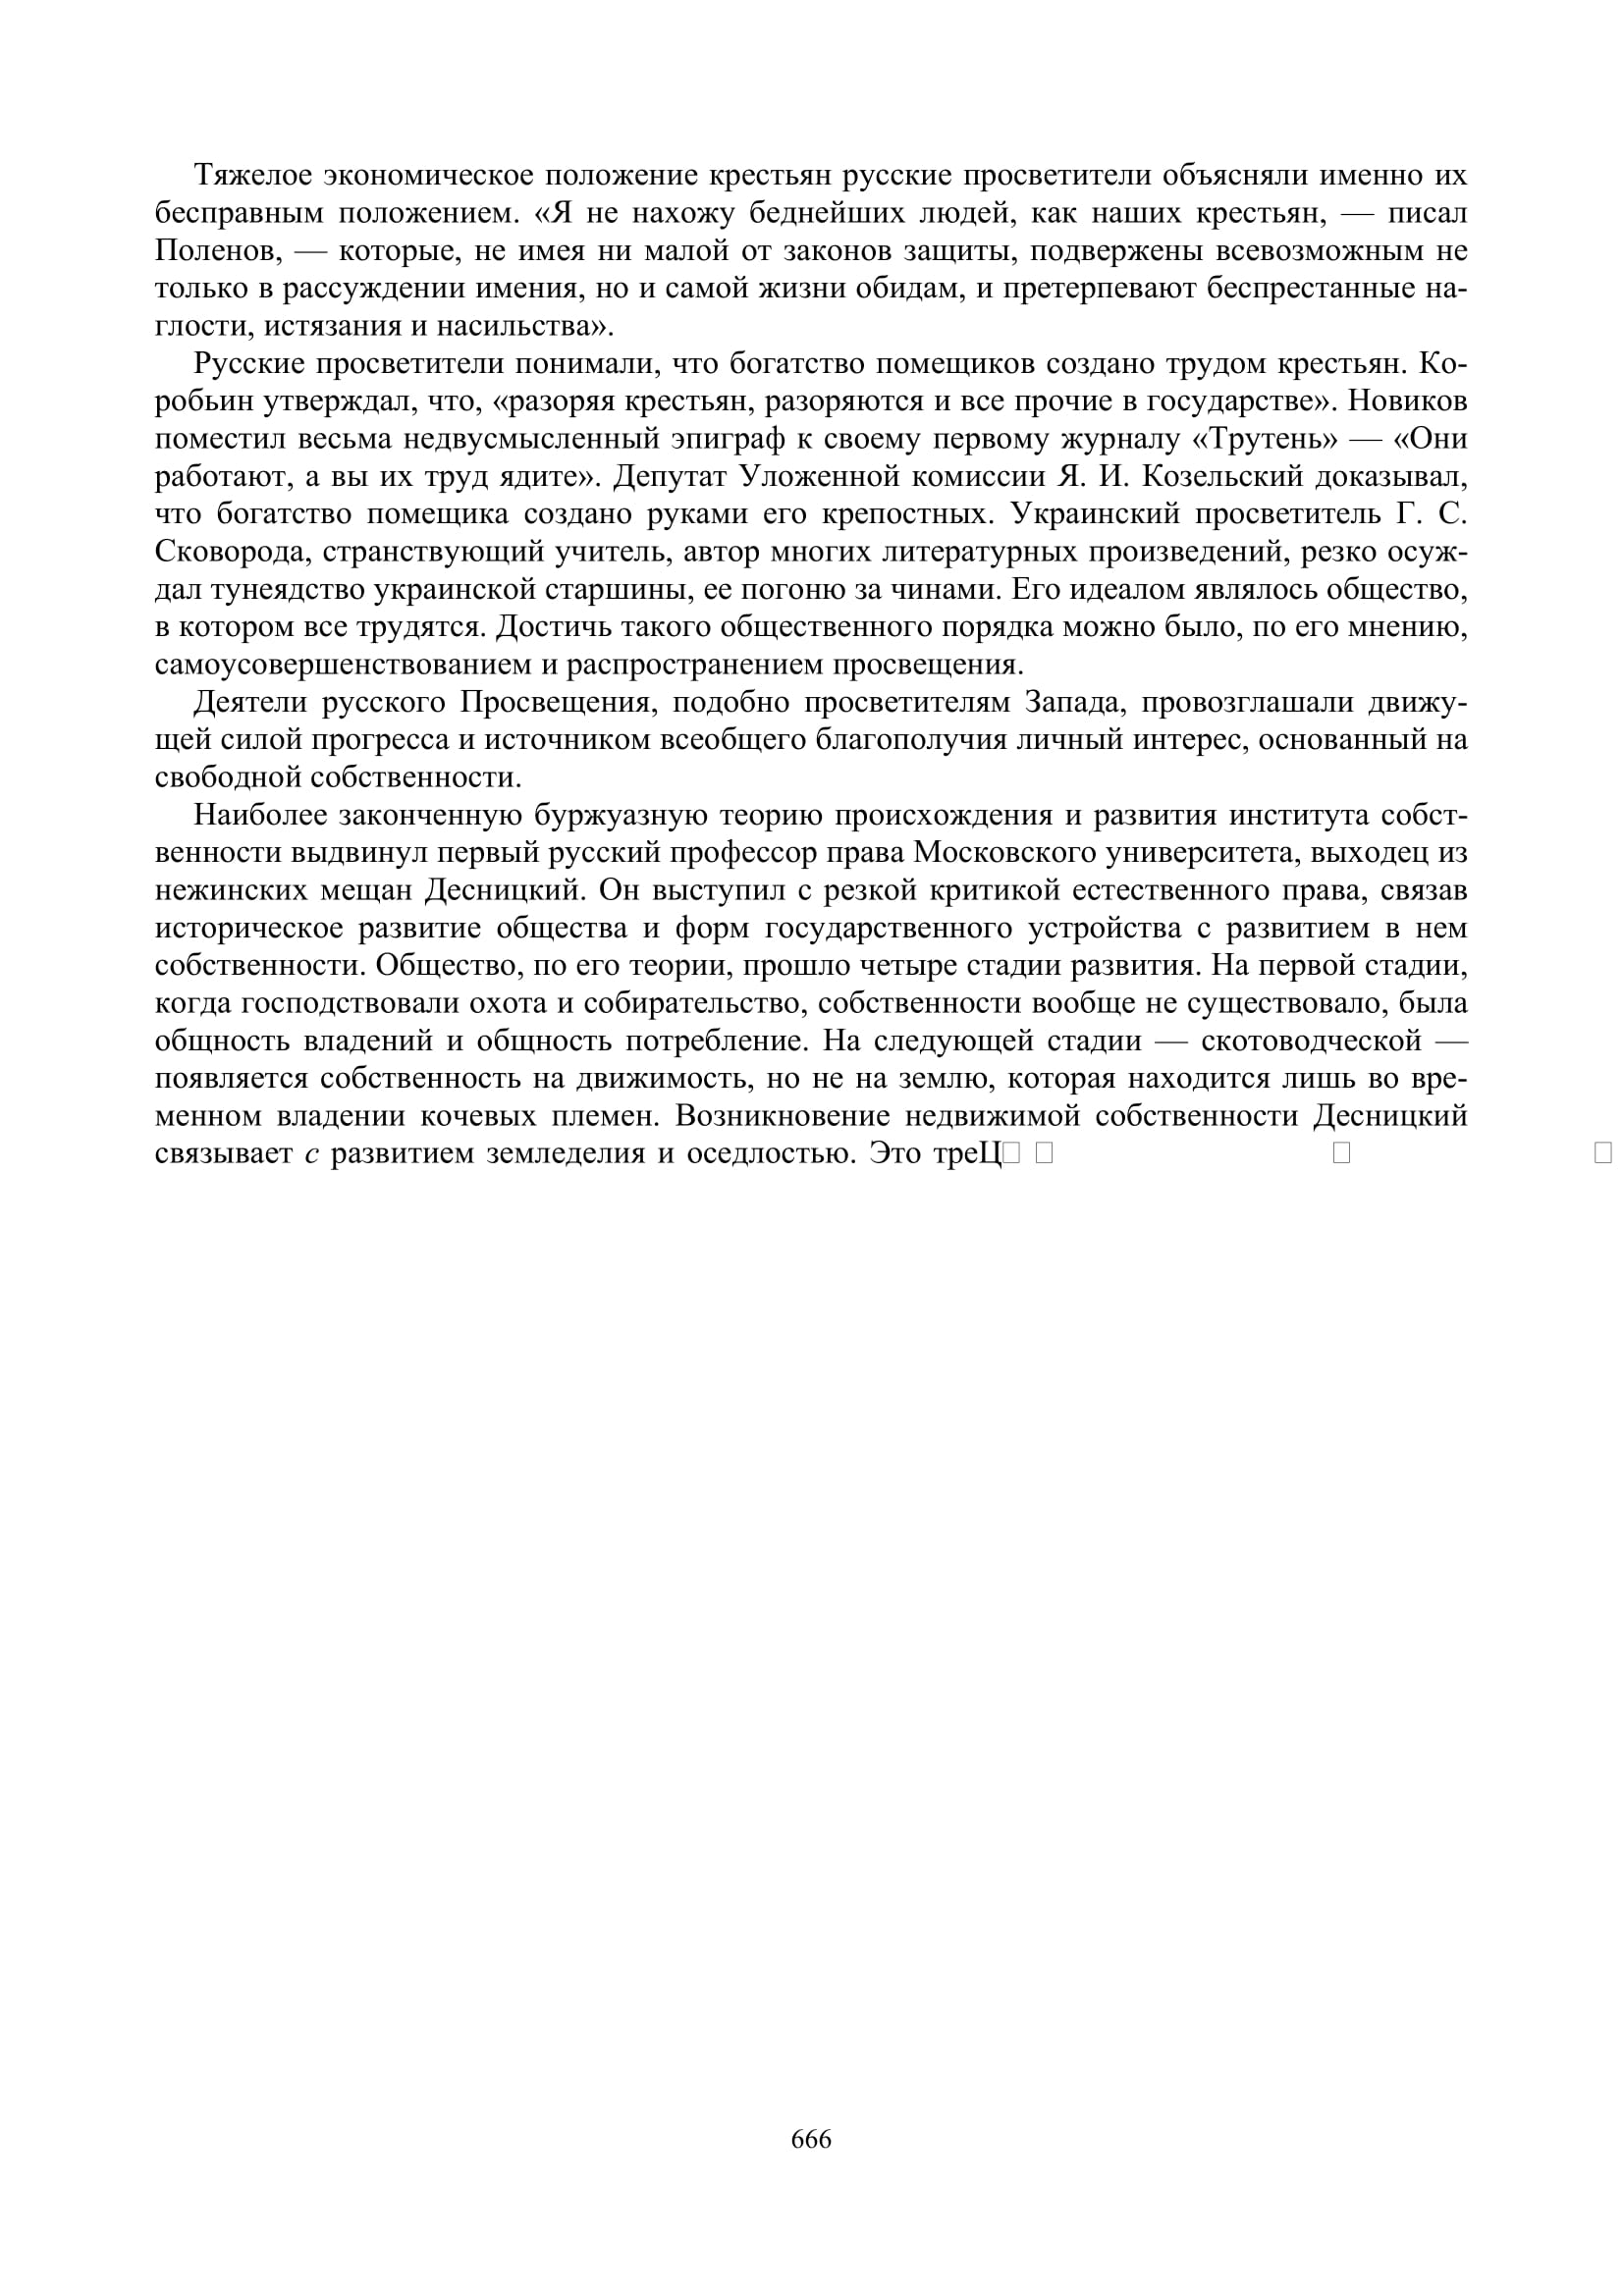 Тяжелое экономическое положение крестьян русские просветители объясняли именно их
бесправным положением. «Я не нахожу беднейших людей, как наших крестьян, — писал
Поленов, — которые, не имея ни малой от законов защиты, подвержены всевозможным не
только в рассуждении имения, но и самой жизни обидам, и претерпевают беспрестанные на-
глости, истязания и насильства».
Русские просветители понимали, что богатство помещиков создано трудом крестьян. Ко-
робьин утверждал, что, «разоряя крестьян, разоряются и все прочие в государстве». Новиков
поместил весьма недвусмысленный эпиграф к своему первому журналу «Трутень» — «Они
работают, а вы их труд ядите». Депутат Уложенной комиссии Я. И. Козельский доказывал,
что богатство помещика создано руками его крепостных. Украинский просветитель Г. С.
Сковорода, странствующий учитель, автор многих литературных произведений, резко осуж-
дал тунеядство украинской старшины, ее погоню за чинами. Его идеалом являлось общество,
в котором все трудятся. Достичь такого общественного порядка можно было, по его мнению,
самоусовершенствованием и распространением просвещения.
Деятели русского Просвещения, подобно просветителям Запада, провозглашали движу-
щей силой прогресса и источником всеобщего благополучия личный интерес, основанный на
свободной собственности.
Наиболее законченную буржуазную теорию происхождения и развития института собст-
венности выдвинул первый русский профессор права Московского университета, выходец из
нежинских мещан Десницкий. Он выступил с резкой критикой естественного права, связав
историческое развитие общества и форм государственного устройства с развитием в нем
собственности. Общество, по его теории, прошло четыре стадии развития. На первой стадии,
когда господствовали охота и собирательство, собственности вообще не существовало, была
общность владений и общность потребление. На следующей стадии — скотоводческой —
появляется собственность на движимость, но не на землю, которая находится лишь во вре-
менном владении кочевых племен. Возникновение недвижимой собственности Десницкий
связывает с развитием земледелия и оседлостью. Это треЦ
666